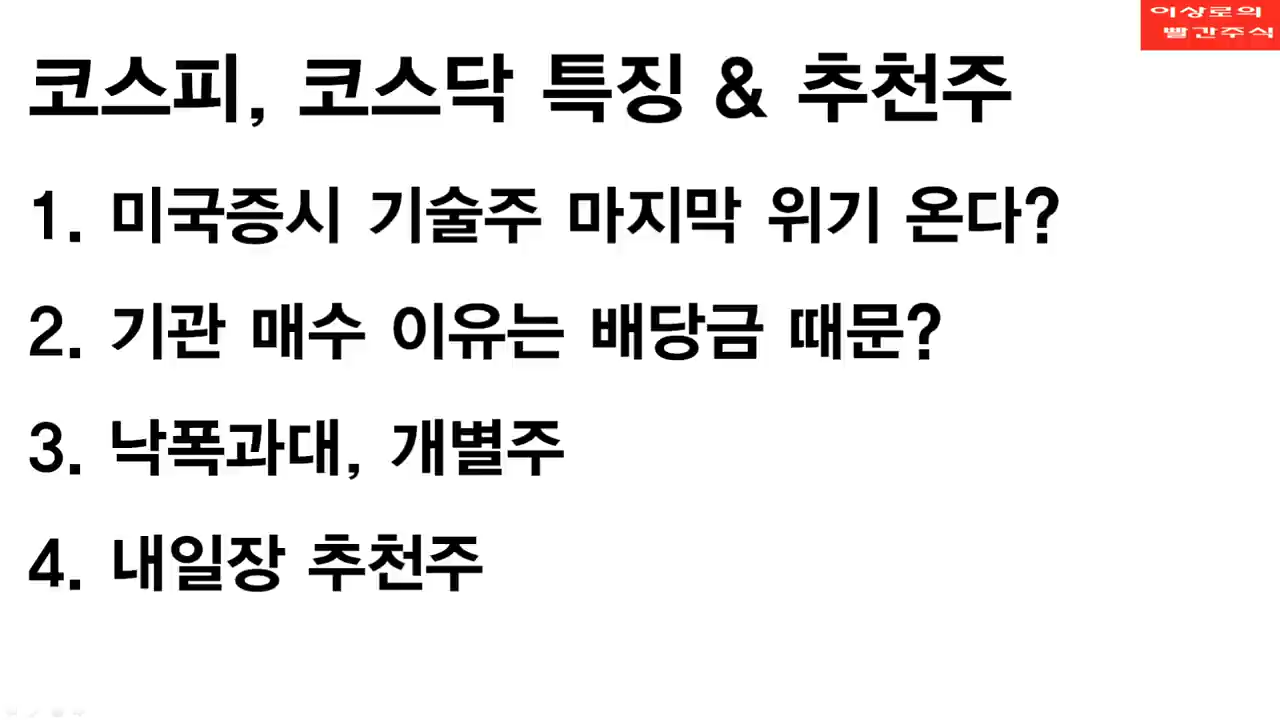 이상로의
빨간주식
코스피, 코스닥 특징 & 추천주
1. 미국증시 기술주 마지막 위기 온다?
2. 기관 매수 이유는 배당금 때문?
3. 낙폭과대, 개별주
4. 내일장 추천주